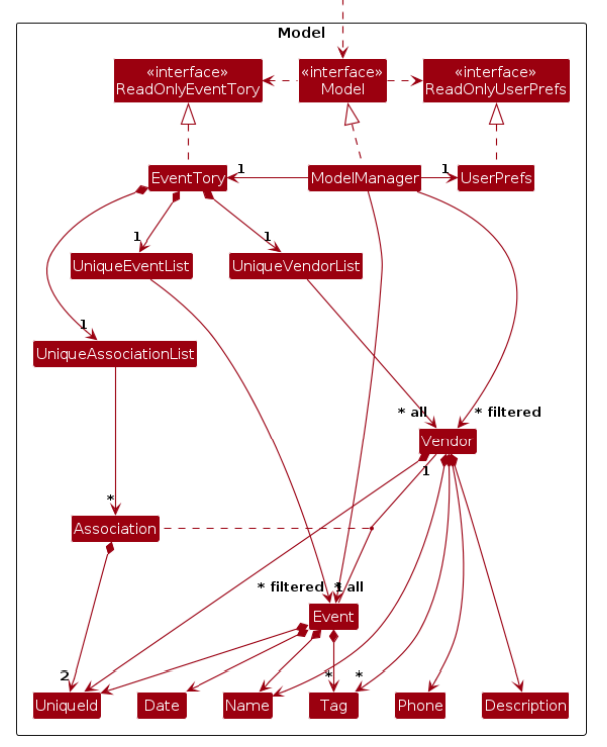 Model
«interface»
ReadOnlyEventTory
«interface»
Model
«interface»
ReadOnlyUserPrefs
EventTory
1
ModelManager
1
UserPrefs
1
UniqueEventList
1
UniqueVendorList
1
UniqueAssociationList
* all
* filtered
Vendor
1
*
Association
* filtered
1
* all
Event
2
*
*
UniqueId
Date
Name
Tag
Phone
Description